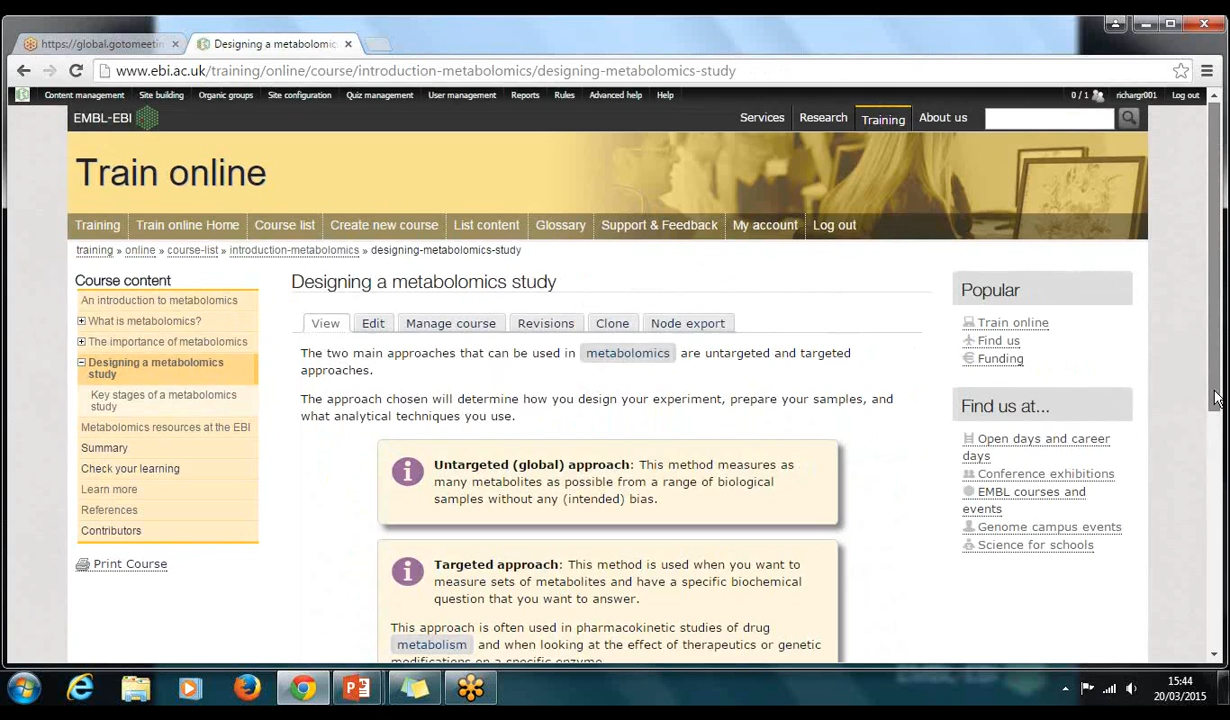 https://global.gotomeetin
Designing a metabolomic
www.ebi.ac.uk/training/online/course/introduction-metabolomics/designing-metabolomics-study
Content management Site building Organic groups Site configuration Quiz management User management Reports Rules Advanced help Help 0 / 1 richargr001 Log out
EMBL-EBI Services Research Training About us
Train online
Training Train online Home Course list Create new course List content Glossary Support & Feedback My account Log out
training » online » course-list » introduction-metabolomics » designing-metabolomics-study
Course content
An introduction to metabolomics
What is metabolomics?
The importance of metabolomics
Designing a metabolomics
study
Key stages of a metabolomics
study
Metabolomics resources at the EBI
Summary
Check your learning
Learn more
References
Contributors
Print Course
Designing a metabolomics study
View Edit Manage course Revisions Clone Node export
The two main approaches that can be used in metabolomics are untargeted and targeted
approaches.
The approach chosen will determine how you design your experiment, prepare your samples, and
what analytical techniques you use.
Untargeted (global) approach: This method measures as
many metabolites as possible from a range of biological
samples without any (intended) bias.
Targeted approach: This method is used when you want to
measure sets of metabolites and have a specific biochemical
question that you want to answer.
This approach is often used in pharmacokinetic studies of drug
metabolism and when looking at the effect of therapeutics or genetic
modifications on a specific enzyme.
Popular
Train online
Find us
Funding
Find us at...
Open days and career
days
Conference exhibitions
EMBL courses and
events
Genome campus events
Science for schools
EMBL-EBI
15:44
20/03/2015